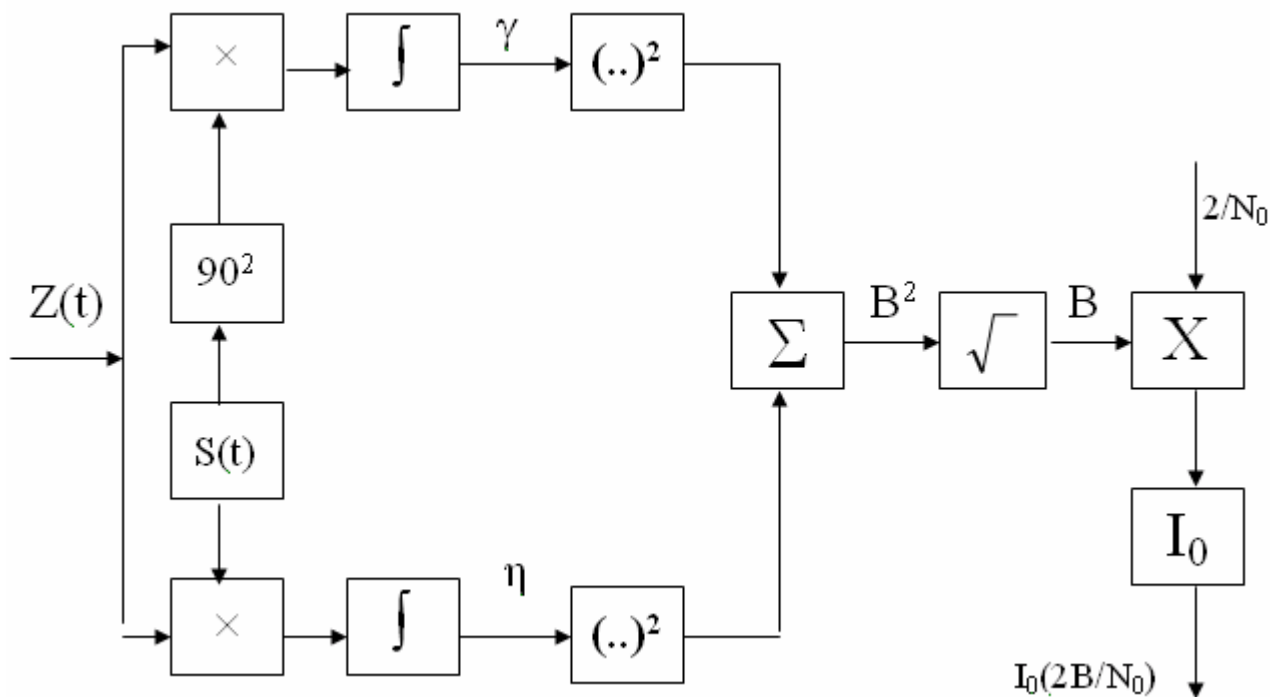 × ∫ γ (..)²
2/N₀
90²
Z(t)
Σ B² √ B X
S(t)
I₀
× ∫ η (..)²
I₀(2B/N₀)